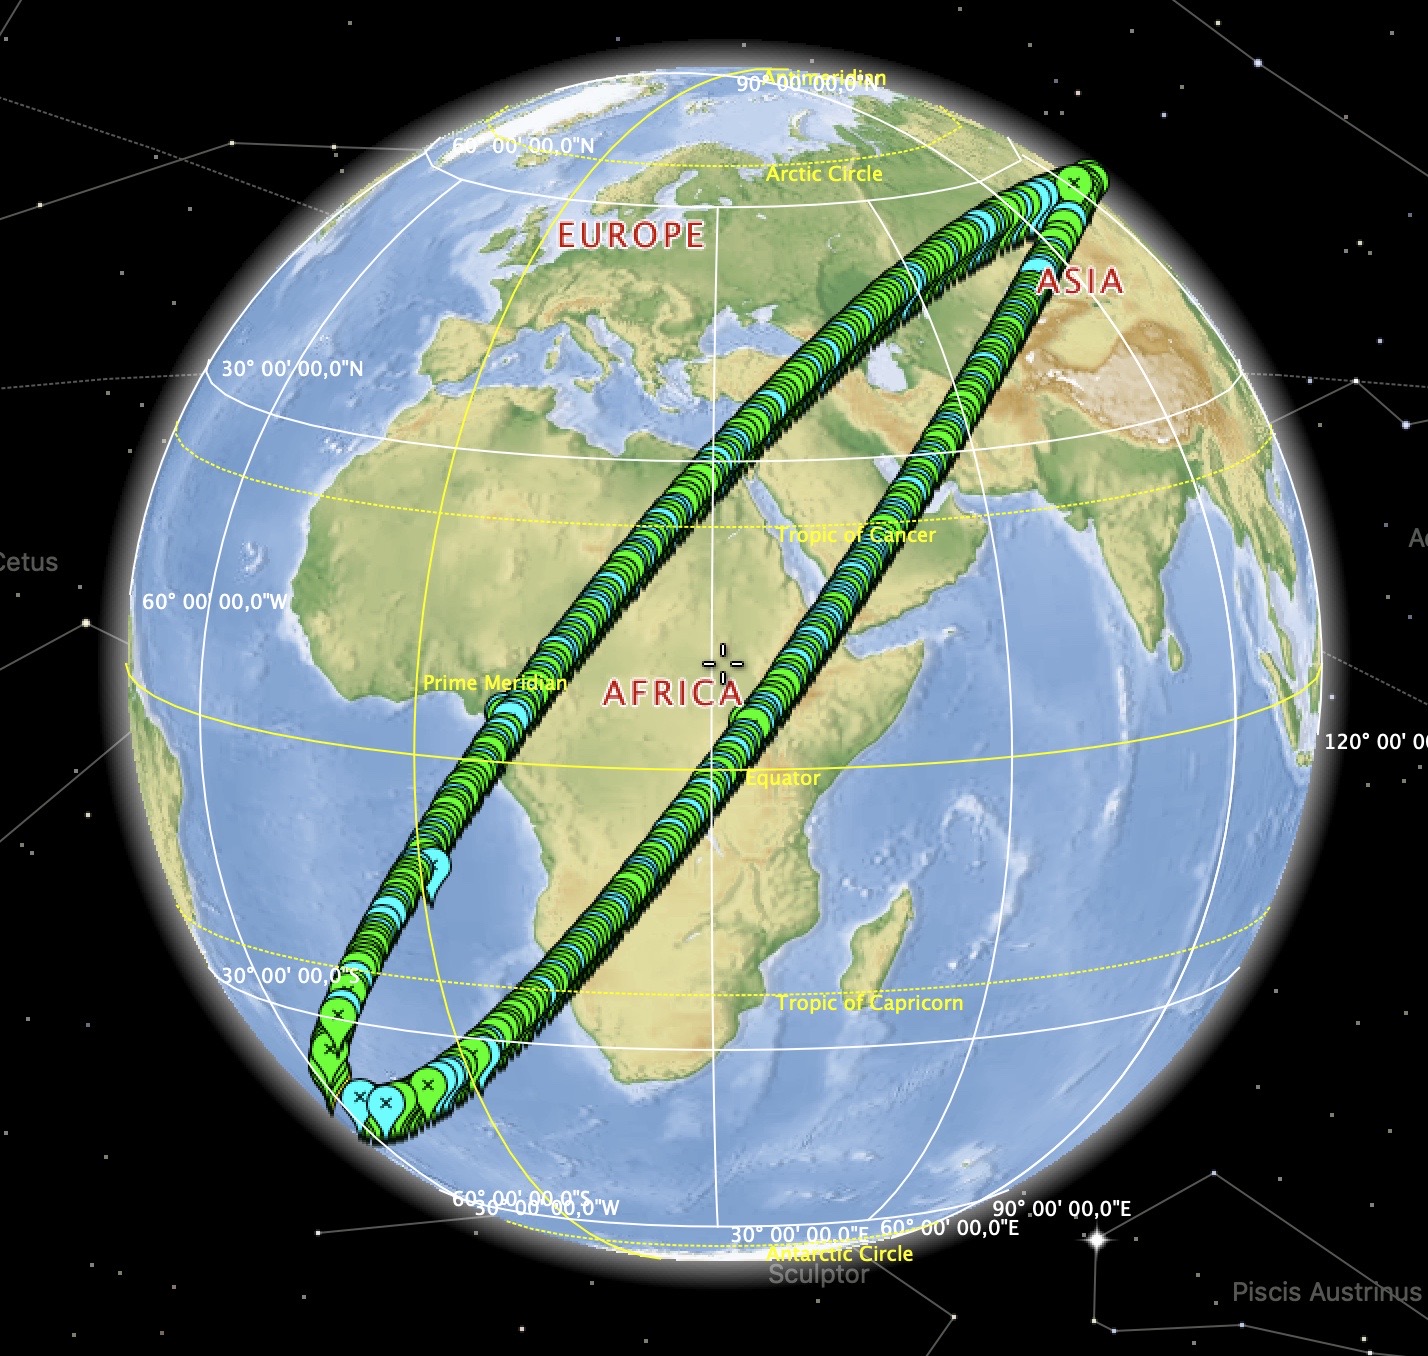 Antimeridian
90° 00' 00,0"N
60° 00' 00,0"N
Arctic Circle
EUROPE
ASIA
30° 00' 00,0"N
Tropic of Cancer
Cetus
60° 00' 00,0"W
Prime Meridian
AFRICA
120° 00' 00
Equator
30° 00' 00,0"S
Tropic of Capricorn
60° 00' 00,0"S
30° 00' 00,0"W
90° 00' 00,0"E
30° 00' 00,0"E
60° 00' 00,0"E
Antarctic Circle
Sculptor
Piscis Austrinus